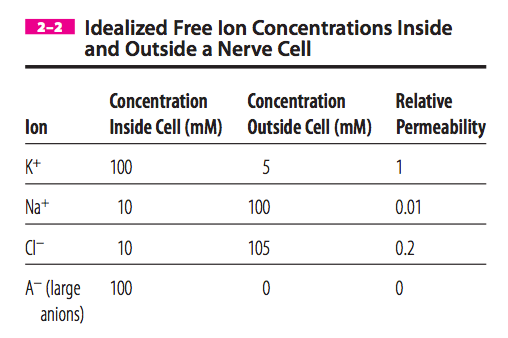 2–2 Idealized Free Ion Concentrations Inside
and Outside a Nerve Cell
Concentration Concentration Relative
Ion Inside Cell (mM) Outside Cell (mM) Permeability
K+ 100 5 1
Na+ 10 100 0.01
Cl− 10 105 0.2
A− (large 100 0 0
anions)